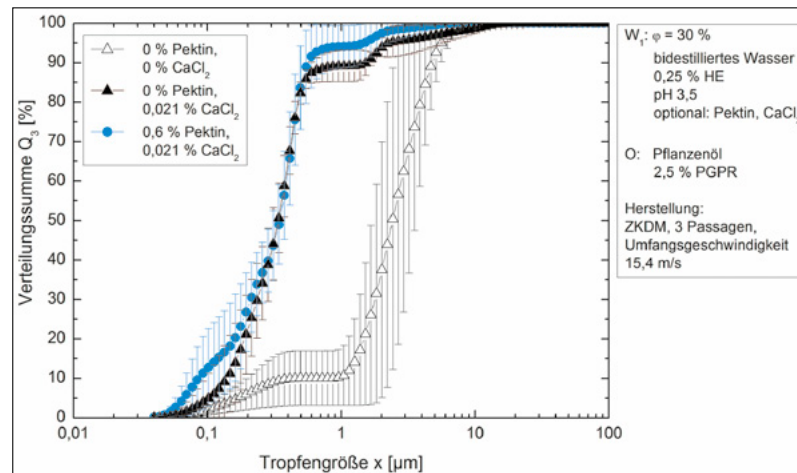 100
90
80
70
60
50
40
30
20
10
0
Verteilungssumme Q3 [%]
0 % Pektin,
0 % CaCl2
0 % Pektin,
0,021 % CaCl2
0,6 % Pektin,
0,021 % CaCl2
0,01
0,1
1
10
100
Tropfengröße x [µm]
W1: φ = 30 %
bidestilliertes Wasser
0,25 % HE
pH 3,5
optional: Pektin, CaCl2
O: Pflanzenöl
2,5 % PGPR
Herstellung:
ZKDM, 3 Passagen,
Umfangsgeschwindigkeit
15,4 m/s